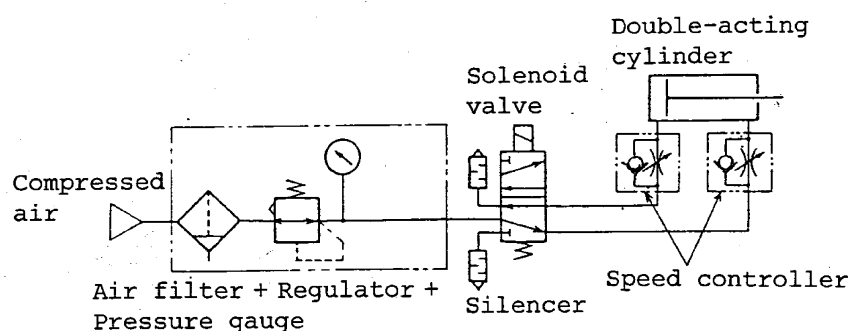 Double-acting
cylinder
Solenoid
valve
Compressed
air
Air filter + Regulator +
Pressure gauge
Silencer
Speed controller